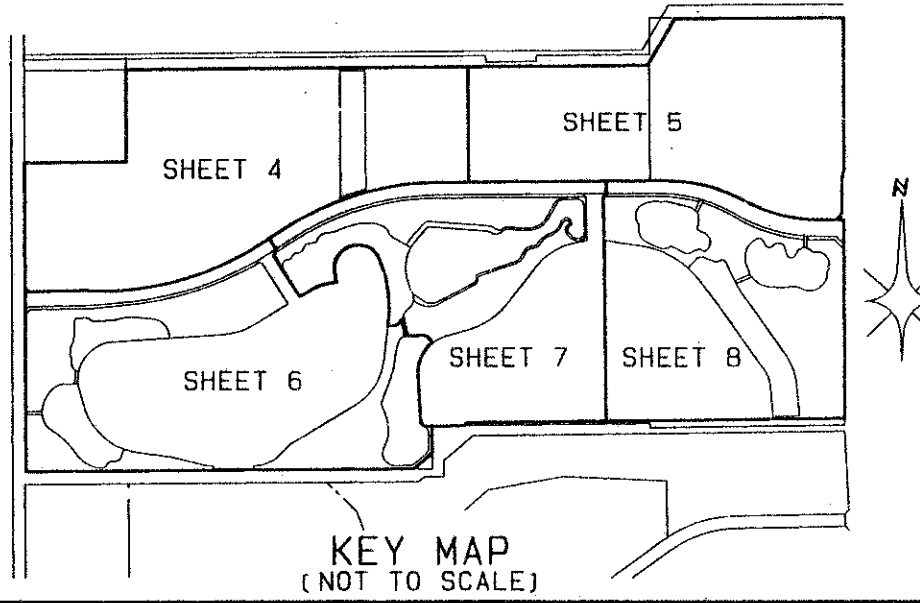 SHEET 5
SHEET 4
N
SHEET 7
SHEET 8
SHEET 6
KEY MAP
(NOT TO SCALE)